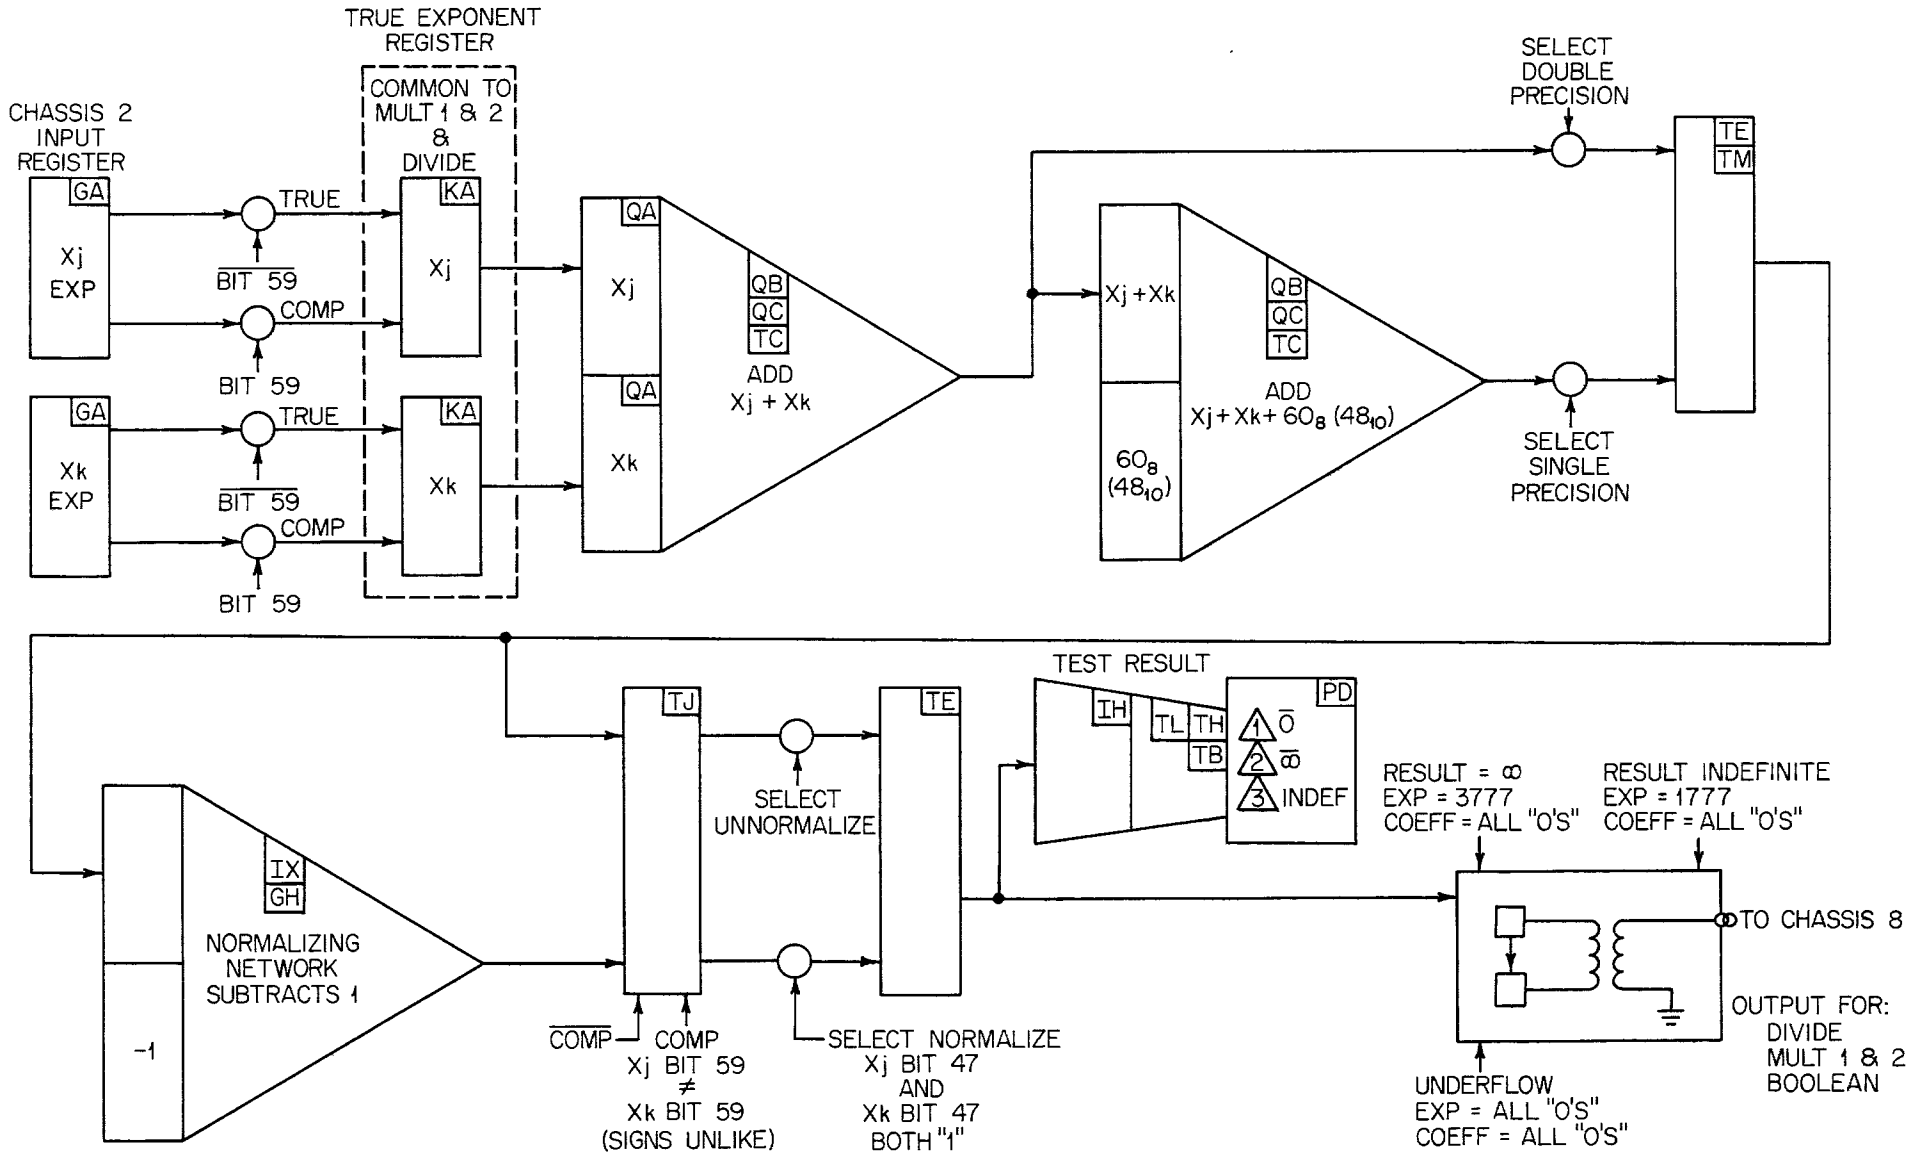 TRUE EXPONENT
REGISTER
COMMON TO
MULT 1 & 2
&
DIVIDE
CHASSIS 2
INPUT
REGISTER
GA
Xj
EXP
TRUE
B̅I̅T̅ ̅5̅9̅
COMP
BIT 59
KA
Xj
GA
Xk
EXP
TRUE
B̅I̅T̅ ̅5̅9̅
COMP
BIT 59
KA
Xk
QA
Xj
QA
Xk
QB
QC
TC
ADD
Xj + Xk
Xj + Xk
60₈
(48₁₀)
QB
QC
TC
ADD
Xj + Xk + 60₈ (48₁₀)
SELECT
DOUBLE
PRECISION
SELECT
SINGLE
PRECISION
TE
TM
-1
IX
GH
NORMALIZING
NETWORK
SUBTRACTS 1
TJ
C̅O̅M̅P̅
COMP
Xj BIT 59
≠
Xk BIT 59
(SIGNS UNLIKE)
SELECT
UNNORMALIZE
SELECT NORMALIZE
Xj BIT 47
AND
Xk BIT 47
BOTH "1"
TE
TEST RESULT
IH
TL
TH
TB
PD
1 0̅
2 ∞̅
3 INDEF
RESULT = ∞
EXP = 3777
COEFF = ALL "0'S"
RESULT INDEFINITE
EXP = 1777
COEFF = ALL "0'S"
TO CHASSIS 8
OUTPUT FOR:
DIVIDE
MULT 1 & 2
BOOLEAN
UNDERFLOW
EXP = ALL "0'S"
COEFF = ALL "0'S"